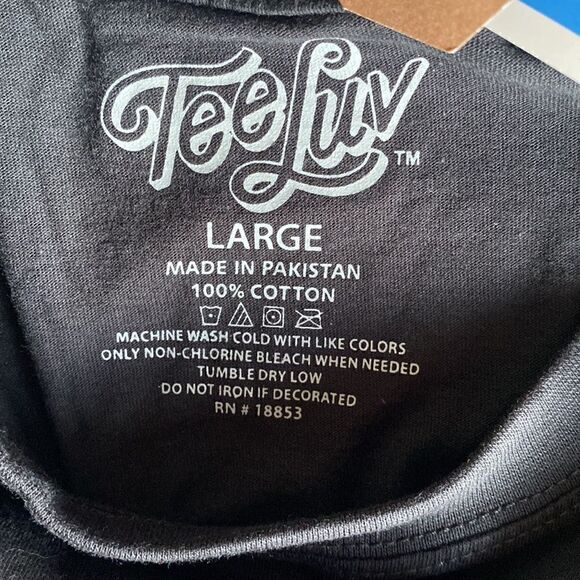 TeeLuv™
LARGE
MADE IN PAKISTAN
100% COTTON
MACHINE WASH COLD WITH LIKE COLORS
ONLY NON-CHLORINE BLEACH WHEN NEEDED
TUMBLE DRY LOW
DO NOT IRON IF DECORATED
RN # 18853